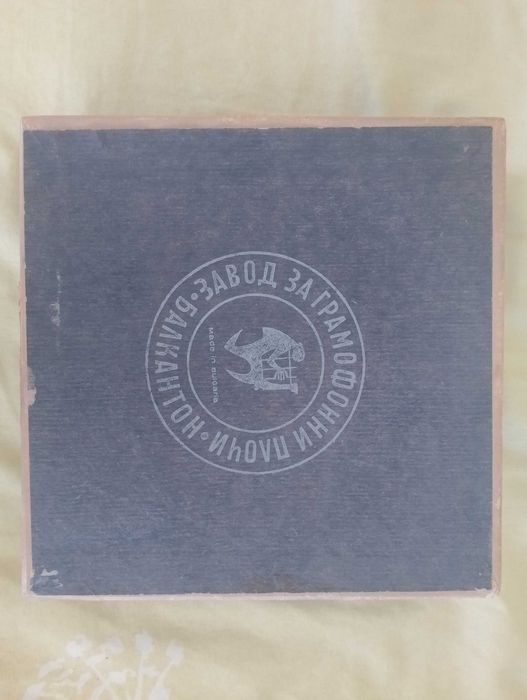 ЗАВОД ЗА ГРАМОФОННИ ПЛОЧИ • БАЛКАНТОН •
Made in Bulgaria